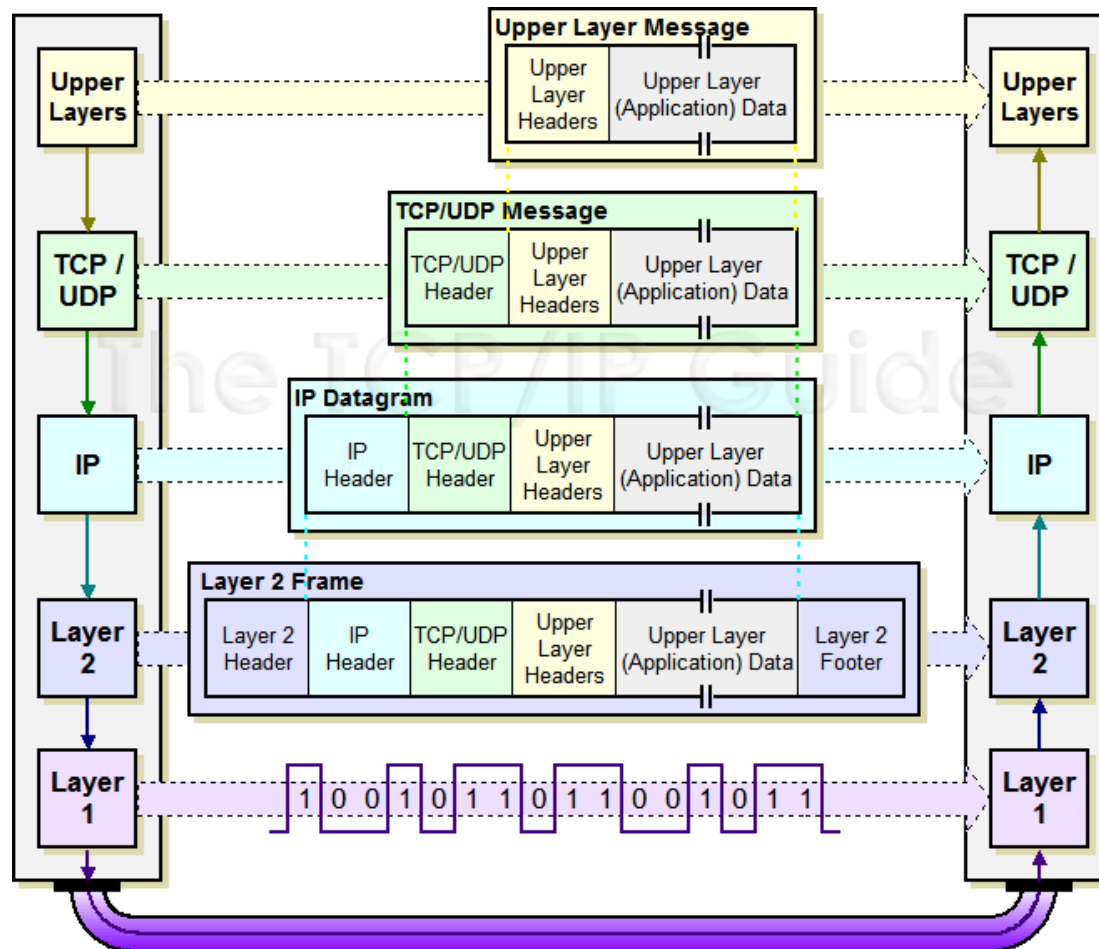 Upper Layer Message
Upper
Layers
Upper
Layer
Headers
Upper Layer
(Application) Data
Upper
Layers
TCP/UDP Message
TCP /
UDP
TCP/UDP
Header
Upper
Layer
Headers
Upper Layer
(Application) Data
TCP /
UDP
The TCP/IP Guide
IP Datagram
IP
IP
Header
TCP/UDP
Header
Upper
Layer
Headers
Upper Layer
(Application) Data
IP
Layer 2 Frame
Layer
2
Layer 2
Header
IP
Header
TCP/UDP
Header
Upper
Layer
Headers
Upper Layer
(Application) Data
Layer 2
Footer
Layer
2
Layer
1
1 0 0 1 0 1 1 0 1 1 0 0 1 0 1 1
Layer
1